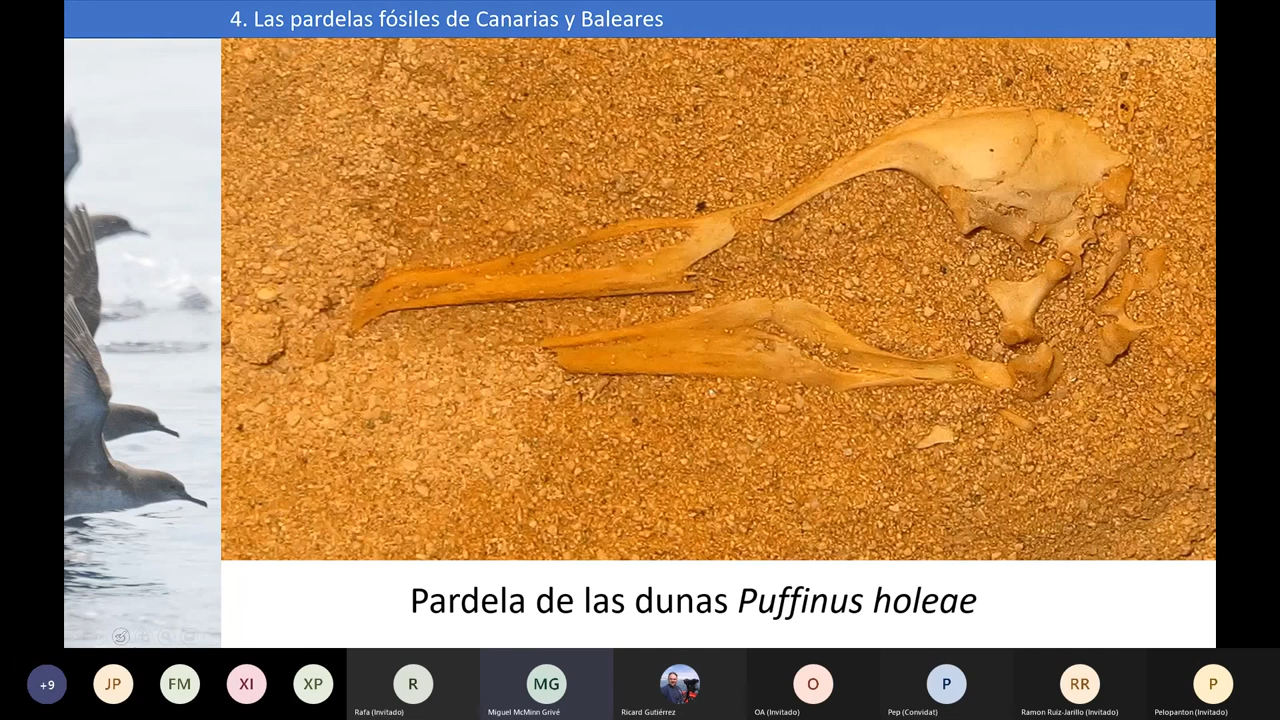 4. Las pardelas fósiles de Canarias y Baleares
Pardela de las dunas Puffinus holeae
+9
JP
FM
XI
XP
R
MG
O
P
RR
P
Rafa (Invitado)
Miguel McMinn Grivé
Ricard Gutiérrez
OA (Invitado)
Pep (Convidat)
Ramon Ruiz-Jarillo (Invitado)
Pelopanton (Invitado)